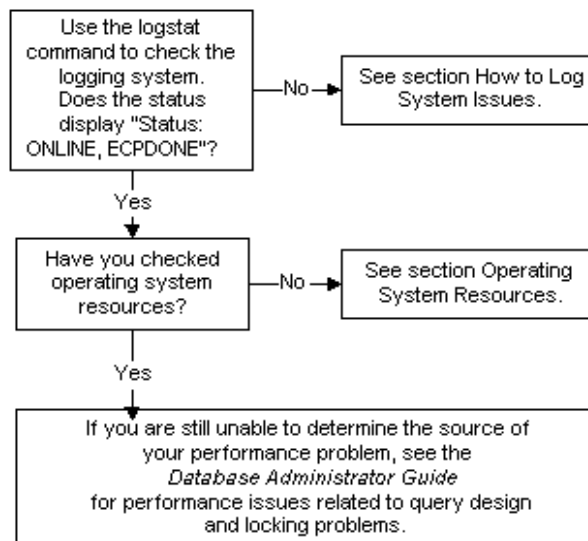 Use the logstat
command to check the
logging system.
Does the status
display "Status:
ONLINE, ECPDONE"?
No
See section How to Log
System Issues.
Yes
Have you checked
operating system
resources?
No
See section Operating
System Resources.
Yes
If you are still unable to determine the source of
your performance problem, see the
Database Administrator Guide
for performance issues related to query design
and locking problems.